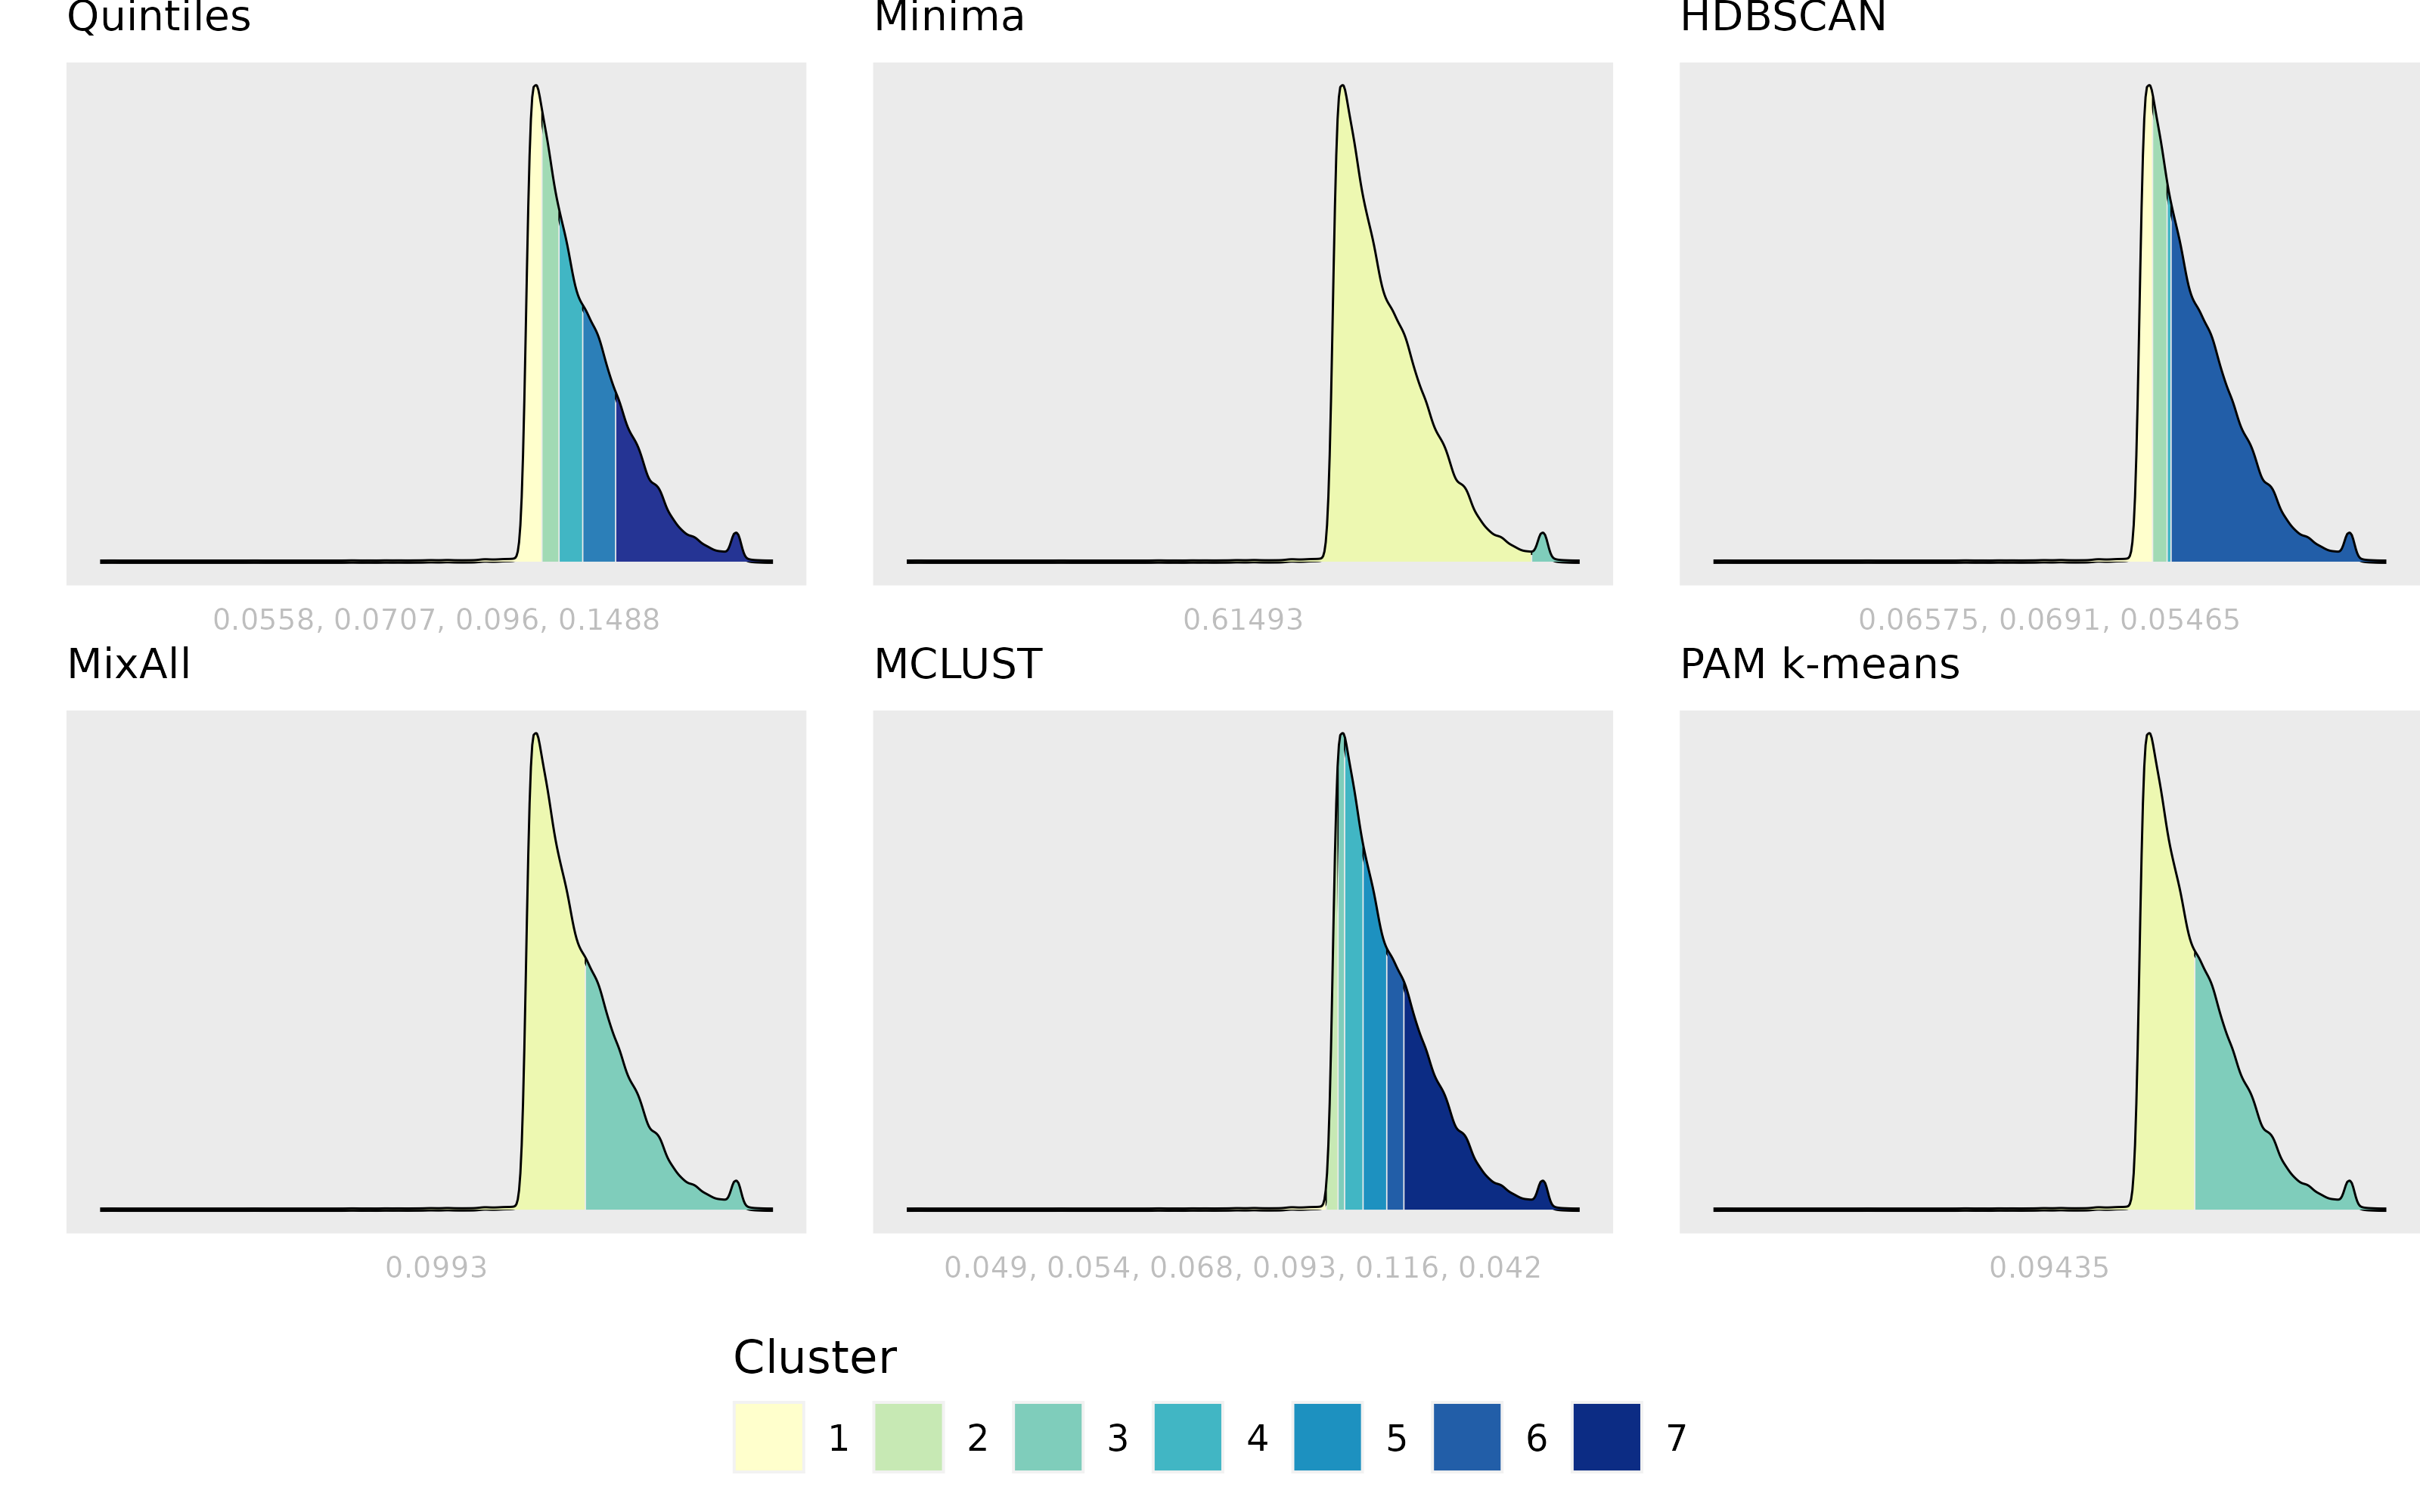 Quintiles Minima HDBSCAN
0.0558, 0.0707, 0.096, 0.1488 0.61493 0.06575, 0.0691, 0.05465
MixAll MCLUST PAM k-means
0.0993 0.049, 0.054, 0.068, 0.093, 0.116, 0.042 0.09435
Cluster
1 2 3 4 5 6 7